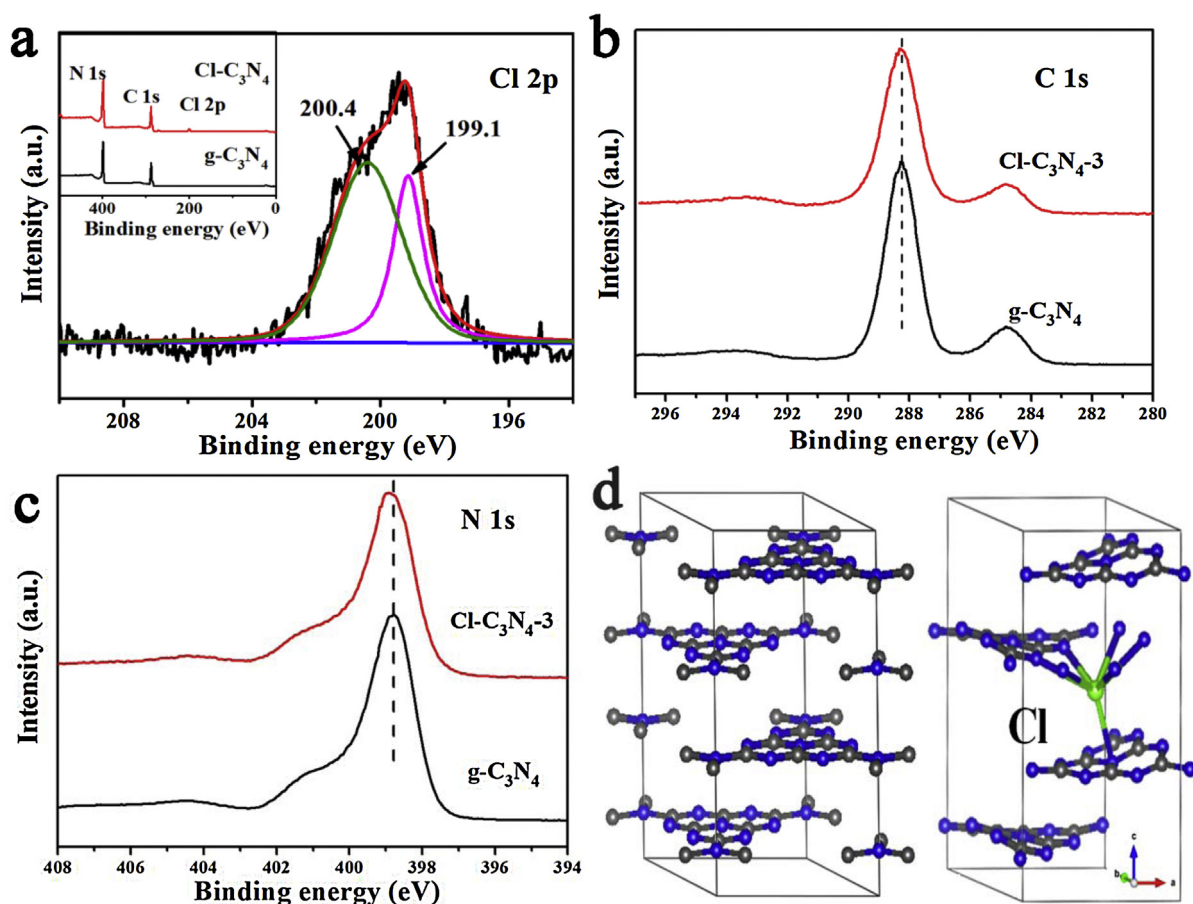 a
Cl 2p
N 1s
Cl-C₃N₄
C 1s
Cl 2p
g-C₃N₄
400
200
0
Binding energy (eV)
200.4
199.1
Intensity (a.u.)
208
204
200
196
Binding energy (eV)
b
C 1s
Cl-C₃N₄-3
g-C₃N₄
Intensity (a.u.)
296
294
292
290
288
286
284
282
280
Binding energy (eV)
c
N 1s
Cl-C₃N₄-3
g-C₃N₄
Intensity (a.u.)
408
406
404
402
400
398
396
394
Binding energy (eV)
d
Cl
c
b
a